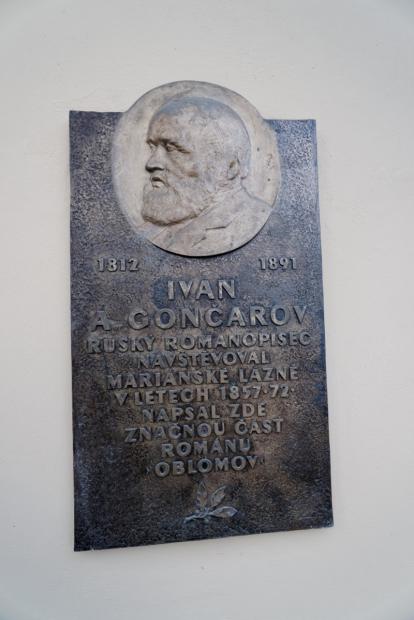 1812 1891
IVAN
A. GONČAROV
RUSKÝ ROMANOPISEC
NAVŠTĚVOVAL
MARIÁNSKÉ LÁZNĚ
V LETECH 1857-72
NAPSAL ZDE
ZNAČNOU ČÁST
ROMÁNU
OBLOMOV